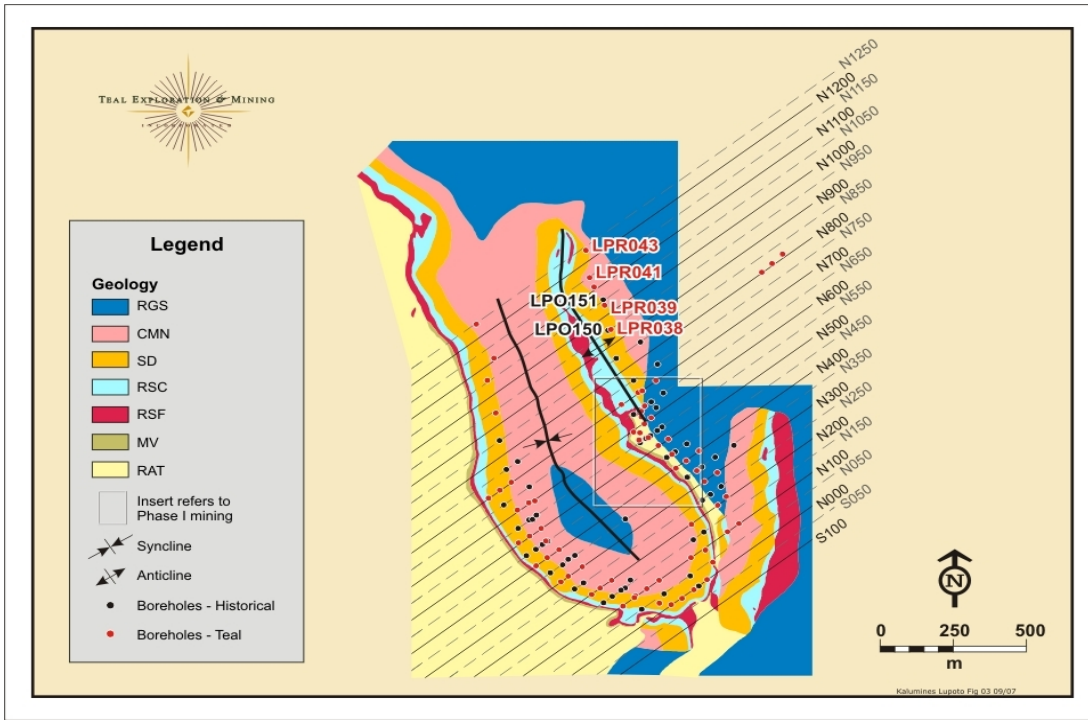 TEAL EXPLORATION & MINING
INCORPORATED
N1250
N1200
N1150
N1100
N1050
N1000
N950
N900
N850
N800
N750
N700
N650
N600
N550
N500
N450
N400
N350
N300
N250
N200
N150
N100
N050
N000
S050
S100
LPR043
LPR041
LPO151
LPR039
LPO150
LPR038
Legend
Geology
RGS
CMN
SD
RSC
RSF
MV
RAT
Insert refers to
Phase I mining
Syncline
Anticline
Boreholes - Historical
Boreholes - Teal
N
0 250 500
m
Kalumines Lupoto Fig 03 09/07